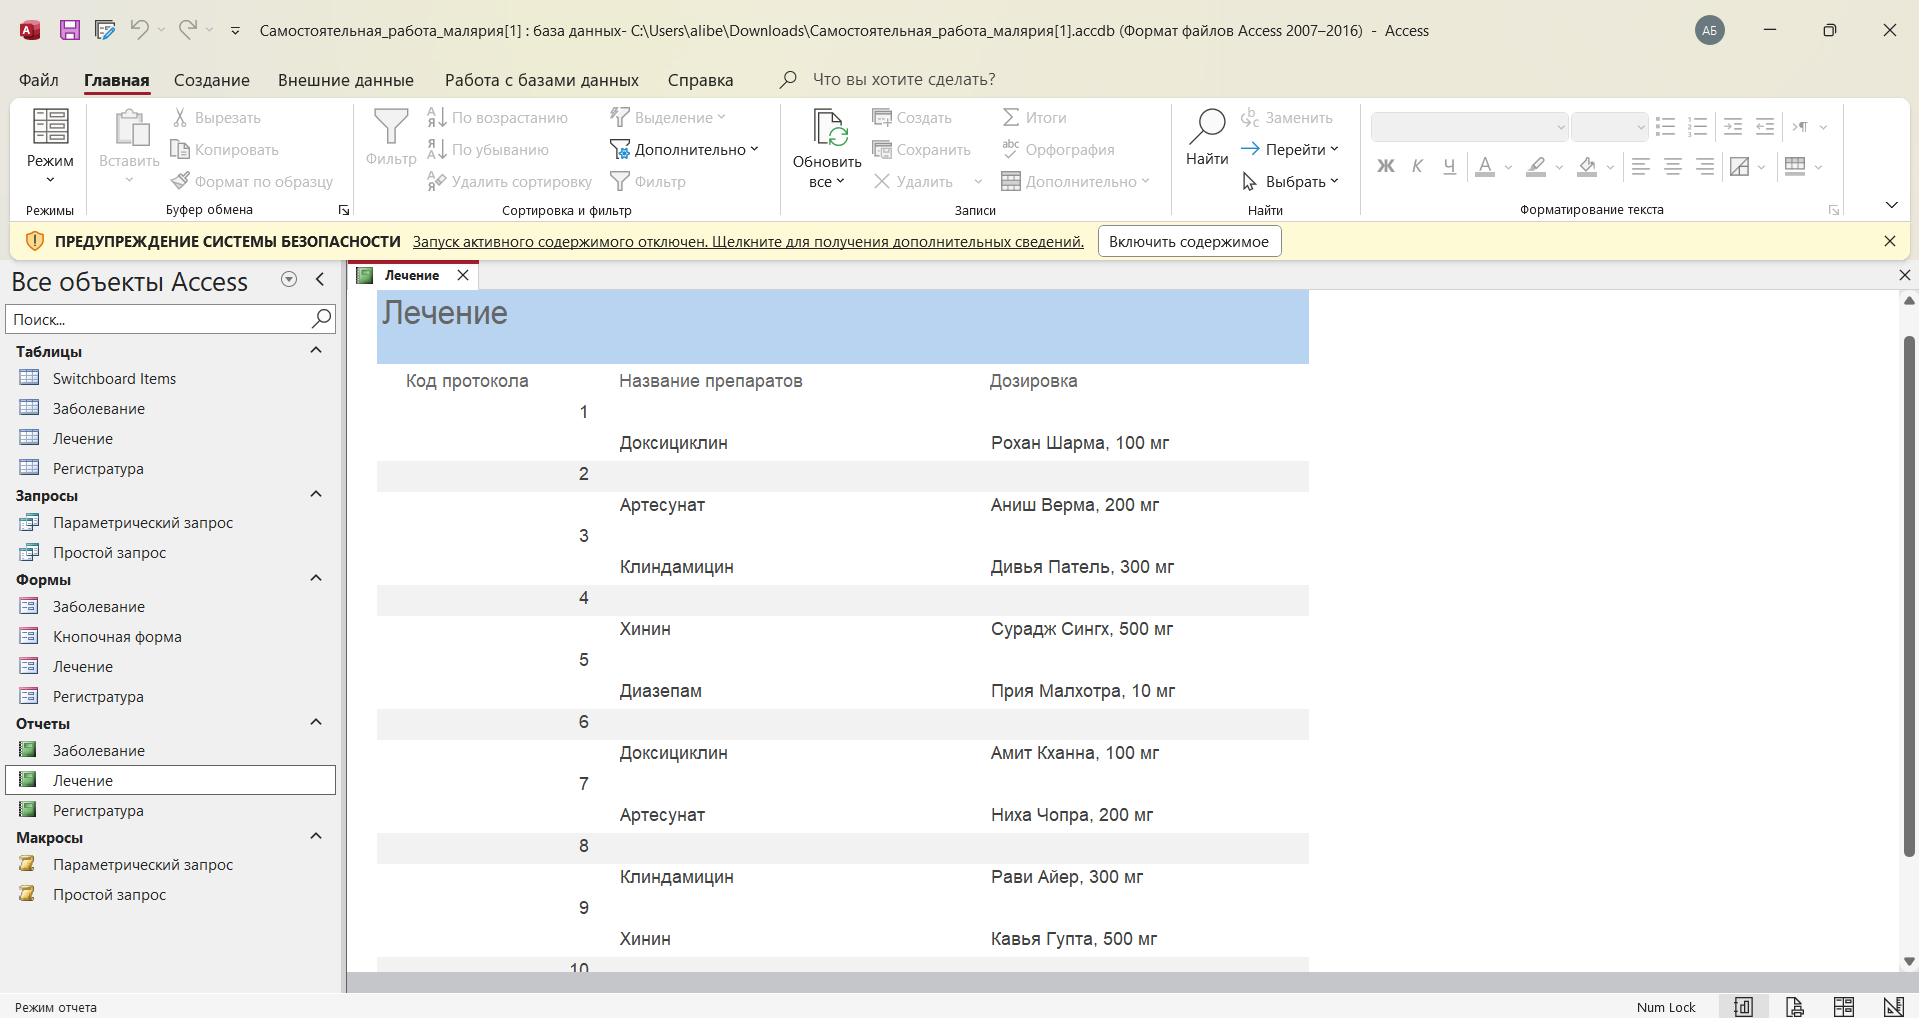 Самостоятельная_работа_малярия[1] : база данных- C:\Users\alibe\Downloads\Самостоятельная_работа_малярия[1].accdb (Формат файлов Access 2007–2016) - Access
АБ
Файл Главная Создание Внешние данные Работа с базами данных Справка Что вы хотите сделать?
Режим
Режимы
Вставить
Вырезать
Копировать
Формат по образцу
Буфер обмена
Фильтр
По возрастанию
По убыванию
Удалить сортировку
Выделение
Дополнительно
Фильтр
Сортировка и фильтр
Обновить
все
Создать
Сохранить
Удалить
Итоги
Орфография
Дополнительно
Записи
Найти
Заменить
Перейти
Выбрать
Найти
Ж К Ч А
Форматирование текста
ПРЕДУПРЕЖДЕНИЕ СИСТЕМЫ БЕЗОПАСНОСТИ Запуск активного содержимого отключен. Щелкните для получения дополнительных сведений. Включить содержимое
Все объекты Access
Поиск...
Таблицы
Switchboard Items
Заболевание
Лечение
Регистратура
Запросы
Параметрический запрос
Простой запрос
Формы
Заболевание
Кнопочная форма
Лечение
Регистратура
Отчеты
Заболевание
Лечение
Регистратура
Макросы
Параметрический запрос
Простой запрос
Лечение
Лечение
Код протокола Название препаратов Дозировка
1
Доксициклин Рохан Шарма, 100 мг
2
Артесунат Аниш Верма, 200 мг
3
Клиндамицин Дивья Патель, 300 мг
4
Хинин Сурадж Сингх, 500 мг
5
Диазепам Прия Малхотра, 10 мг
6
Доксициклин Амит Кханна, 100 мг
7
Артесунат Ниха Чопра, 200 мг
8
Клиндамицин Рави Айер, 300 мг
9
Хинин Кавья Гупта, 500 мг
10
Режим отчета
Num Lock